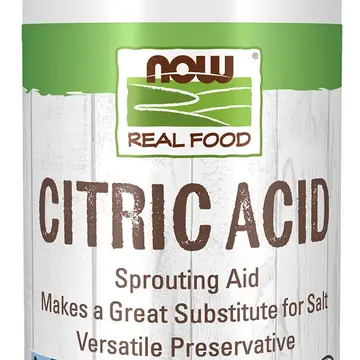 NOW
REAL FOOD
CITRIC ACID
Sprouting Aid
Makes a Great Substitute for Salt
Versatile Preservative